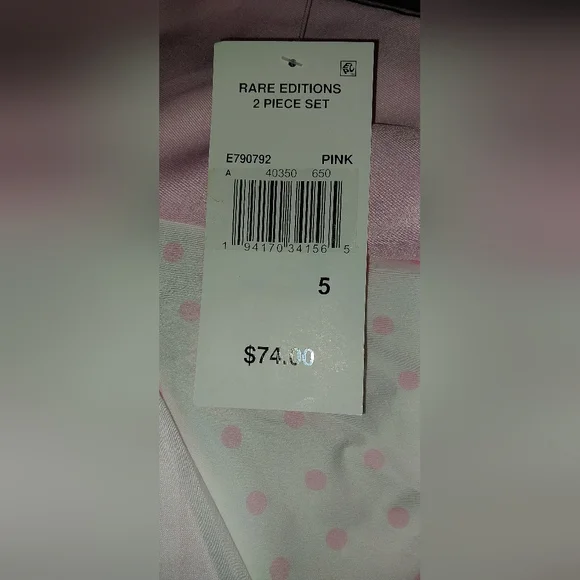 RARE EDITIONS
2 PIECE SET
E790792 PINK
A 40350 650
1 94170 34156 5
5
$74.00